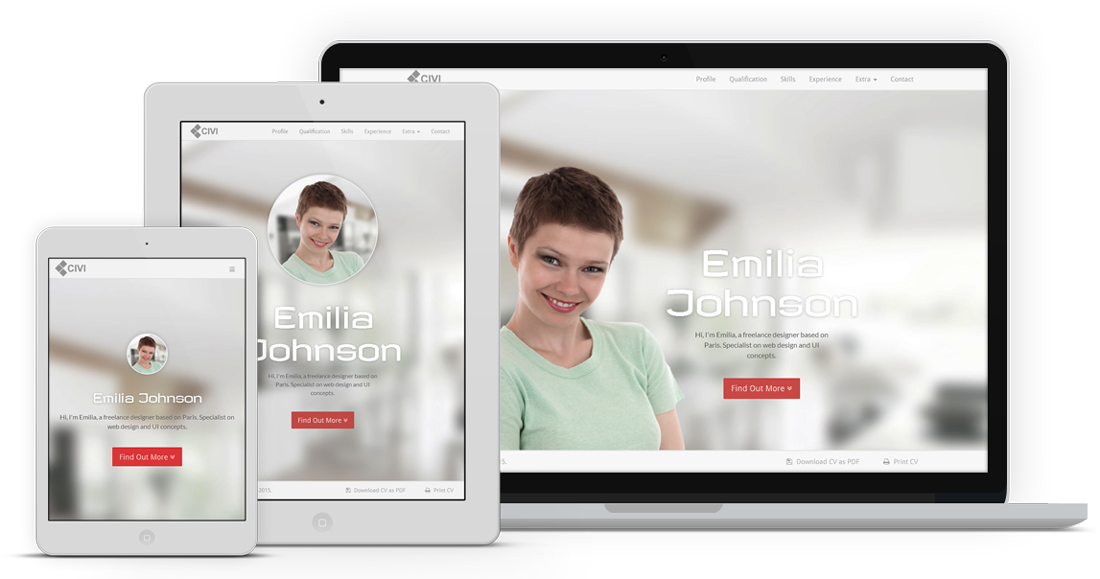 CIVI
Profile Qualification Skills Experience Extra Contact
Emilia
Johnson
Hi, I'm Emilia, a freelance designer based on
Paris. Specialist on web design and UI
concepts.
Find Out More
Download CV as PDF Print CV
CIVI
Profile Qualification Skills Experience Extra Contact
Emilia
Johnson
Hi, I'm Emilia, a freelance designer based on
Paris. Specialist on web design and UI
concepts.
Find Out More
2015. Download CV as PDF Print CV
CIVI
Emilia Johnson
Hi, I'm Emilia, a freelance designer based on Paris. Specialist on
web design and UI concepts.
Find Out More